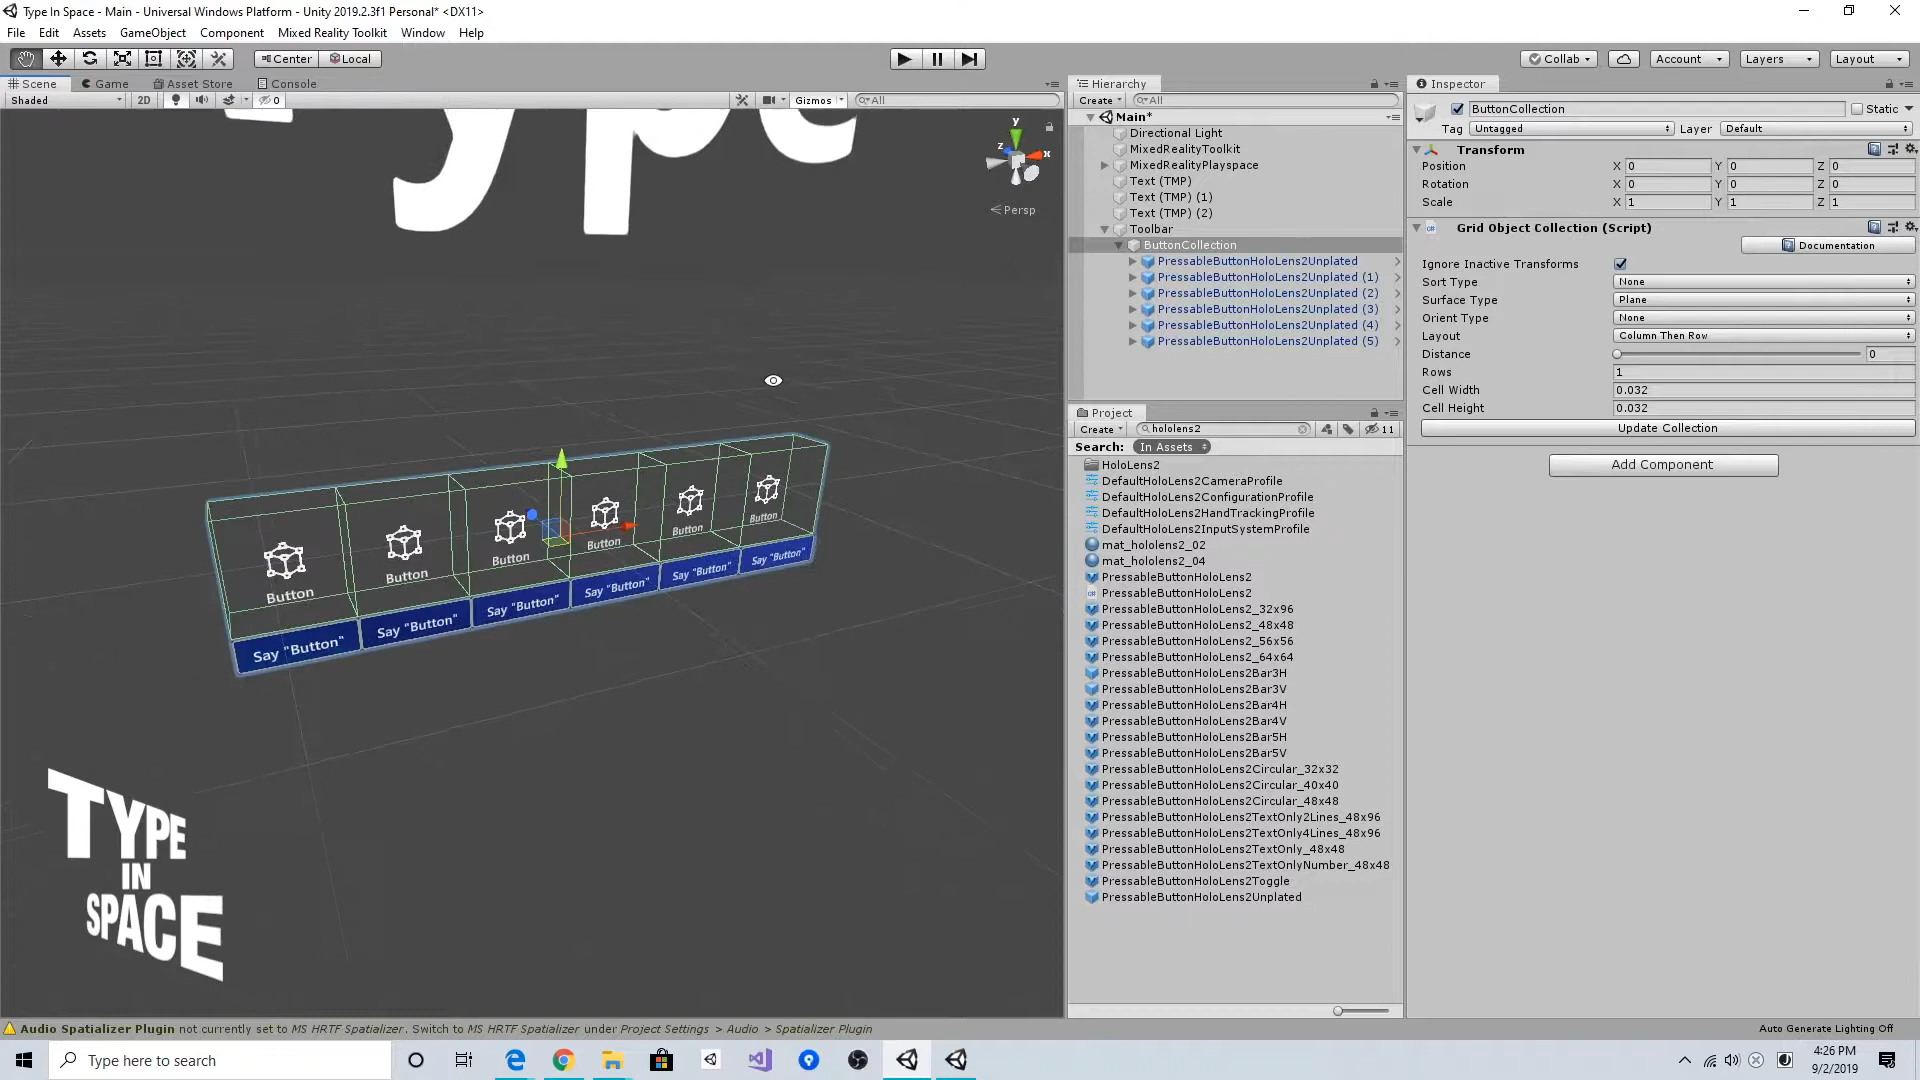 Type In Space - Main - Universal Windows Platform - Unity 2019.2.3f1 Personal* <DX11>
File Edit Assets GameObject Component Mixed Reality Toolkit Window Help
Center Local
Collab Account Layers Layout
Scene Game Asset Store Console
Shaded 2D 0 Gizmos All
Type
y
z x
Persp
Button Button Button Button Button Button
Say "Button" Say "Button" Say "Button" Say "Button" Say "Button" Say "Button"
TYPE
IN
SPACE
Hierarchy
Create All
Main*
Directional Light
MixedRealityToolkit
MixedRealityPlayspace
Text (TMP)
Text (TMP) (1)
Text (TMP) (2)
Toolbar
ButtonCollection
PressableButtonHoloLens2Unplated
PressableButtonHoloLens2Unplated (1)
PressableButtonHoloLens2Unplated (2)
PressableButtonHoloLens2Unplated (3)
PressableButtonHoloLens2Unplated (4)
PressableButtonHoloLens2Unplated (5)
Project
Create hololens2 11
Search: In Assets
HoloLens2
DefaultHoloLens2CameraProfile
DefaultHoloLens2ConfigurationProfile
DefaultHoloLens2HandTrackingProfile
DefaultHoloLens2InputSystemProfile
mat_hololens2_02
mat_hololens2_04
PressableButtonHoloLens2
PressableButtonHoloLens2
PressableButtonHoloLens2_32x96
PressableButtonHoloLens2_48x48
PressableButtonHoloLens2_56x56
PressableButtonHoloLens2_64x64
PressableButtonHoloLens2Bar3H
PressableButtonHoloLens2Bar3V
PressableButtonHoloLens2Bar4H
PressableButtonHoloLens2Bar4V
PressableButtonHoloLens2Bar5H
PressableButtonHoloLens2Bar5V
PressableButtonHoloLens2Circular_32x32
PressableButtonHoloLens2Circular_40x40
PressableButtonHoloLens2Circular_48x48
PressableButtonHoloLens2TextOnly2Lines_48x96
PressableButtonHoloLens2TextOnly4Lines_48x96
PressableButtonHoloLens2TextOnly_48x48
PressableButtonHoloLens2TextOnlyNumber_48x48
PressableButtonHoloLens2Toggle
PressableButtonHoloLens2Unplated
Inspector
ButtonCollection Static
Tag Untagged Layer Default
Transform
Position X 0 Y 0 Z 0
Rotation X 0 Y 0 Z 0
Scale X 1 Y 1 Z 1
Grid Object Collection (Script)
Documentation
Ignore Inactive Transforms
Sort Type None
Surface Type Plane
Orient Type None
Layout Column Then Row
Distance 0
Rows 1
Cell Width 0.032
Cell Height 0.032
Update Collection
Add Component
Audio Spatializer Plugin not currently set to MS HRTF Spatializer. Switch to MS HRTF Spatializer under Project Settings > Audio > Spatializer Plugin
Auto Generate Lighting Off
Type here to search
4:26 PM
9/2/2019